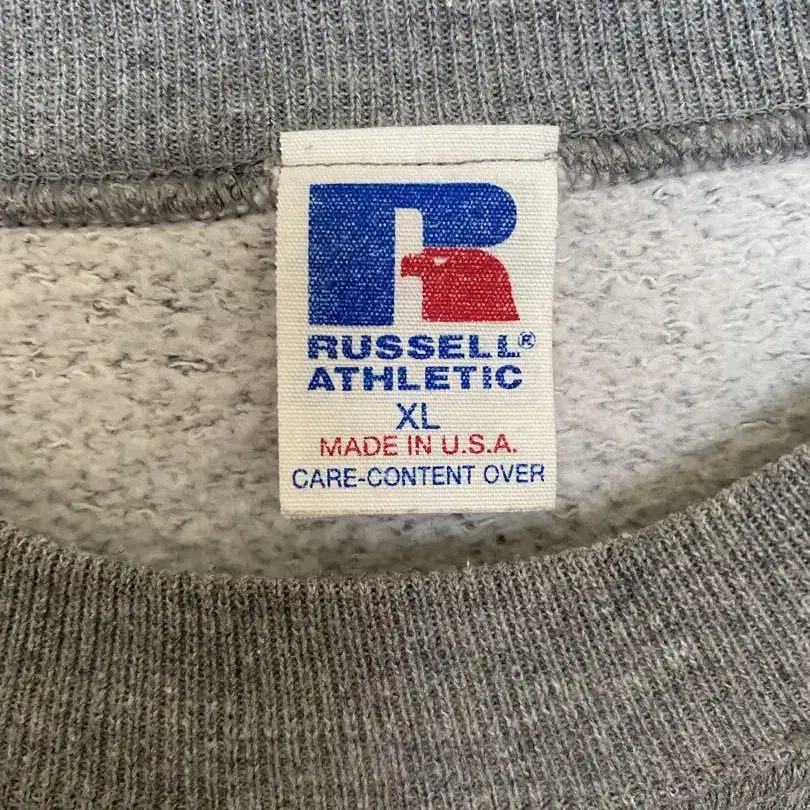 R
RUSSELL®
ATHLETIC
XL
MADE IN U.S.A.
CARE-CONTENT OVER